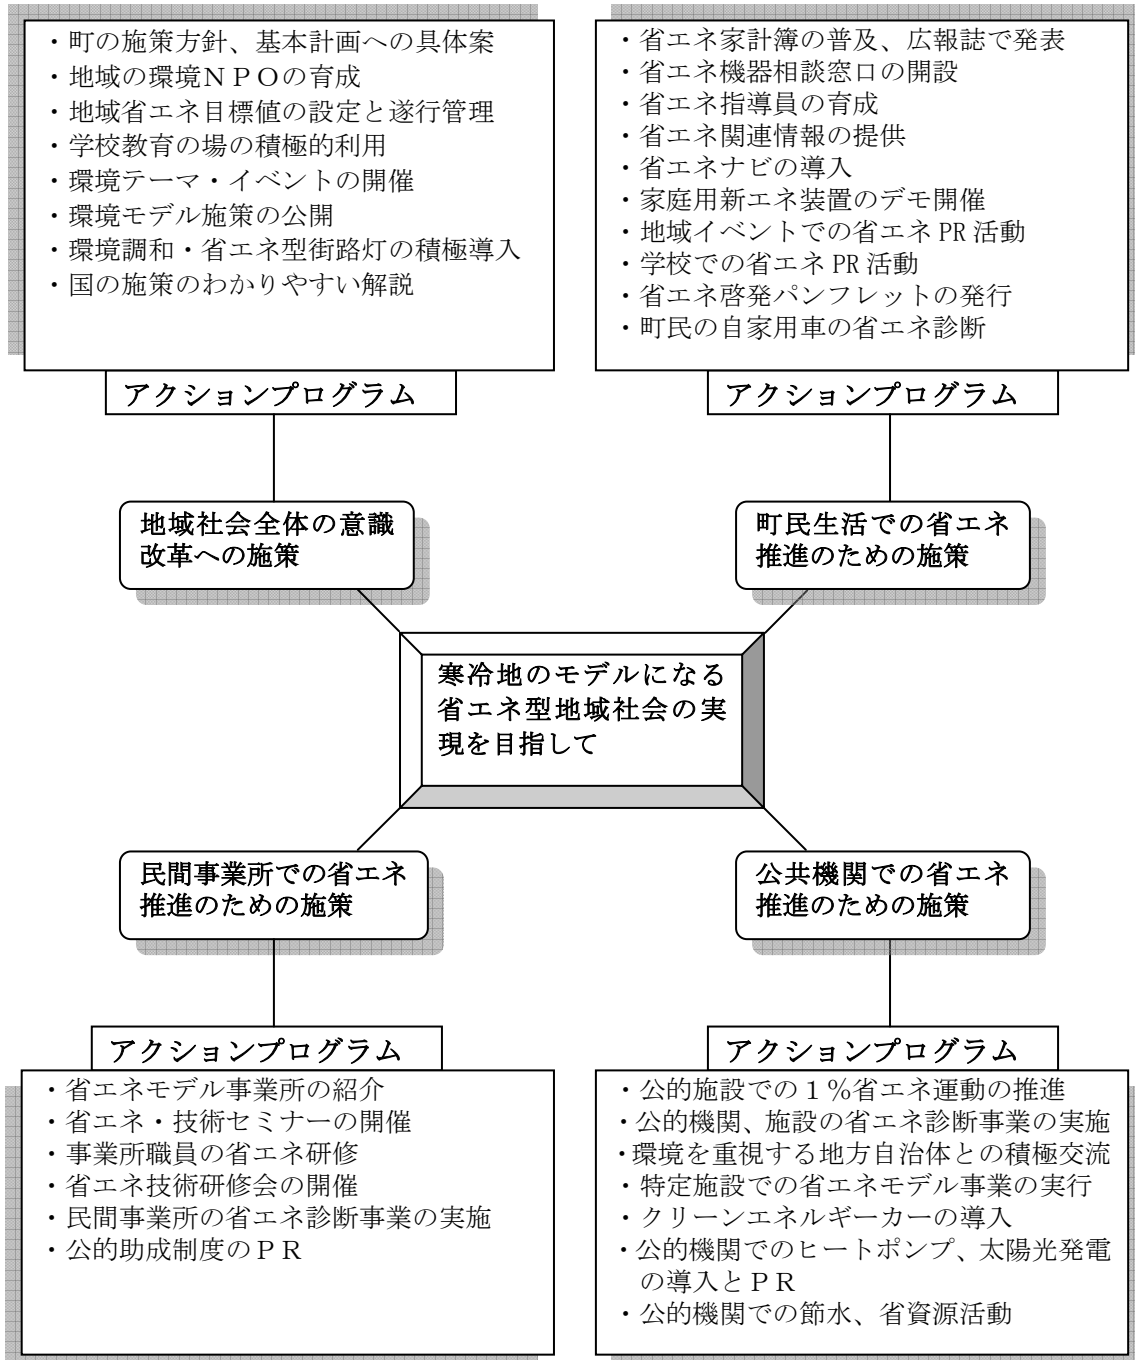 ・町の施策方針、基本計画への具体案
・地域の環境ＮＰＯの育成
・地域省エネ目標値の設定と遂行管理
・学校教育の場の積極的利用
・環境テーマ・イベントの開催
・環境モデル施策の公開
・環境調和・省エネ型街路灯の積極導入
・国の施策のわかりやすい解説
アクションプログラム
・省エネ家計簿の普及、広報誌で発表
・省エネ機器相談窓口の開設
・省エネ指導員の育成
・省エネ関連情報の提供
・省エネナビの導入
・家庭用新エネ装置のデモ開催
・地域イベントでの省エネ PR 活動
・学校での省エネ PR 活動
・省エネ啓発パンフレットの発行
・町民の自家用車の省エネ診断
アクションプログラム
地域社会全体の意識
改革への施策
町民生活での省エネ
推進のための施策
寒冷地のモデルになる
省エネ型地域社会の実
現を目指して
民間事業所での省エネ
推進のための施策
公共機関での省エネ
推進のための施策
アクションプログラム
・省エネモデル事業所の紹介
・省エネ・技術セミナーの開催
・事業所職員の省エネ研修
・省エネ技術研修会の開催
・民間事業所の省エネ診断事業の実施
・公的助成制度のＰＲ
アクションプログラム
・公的施設での１％省エネ運動の推進
・公的機関、施設の省エネ診断事業の実施
・環境を重視する地方自治体との積極交流
・特定施設での省エネモデル事業の実行
・クリーンエネルギーカーの導入
・公的機関でのヒートポンプ、太陽光発電
の導入とＰＲ
・公的機関での節水、省資源活動